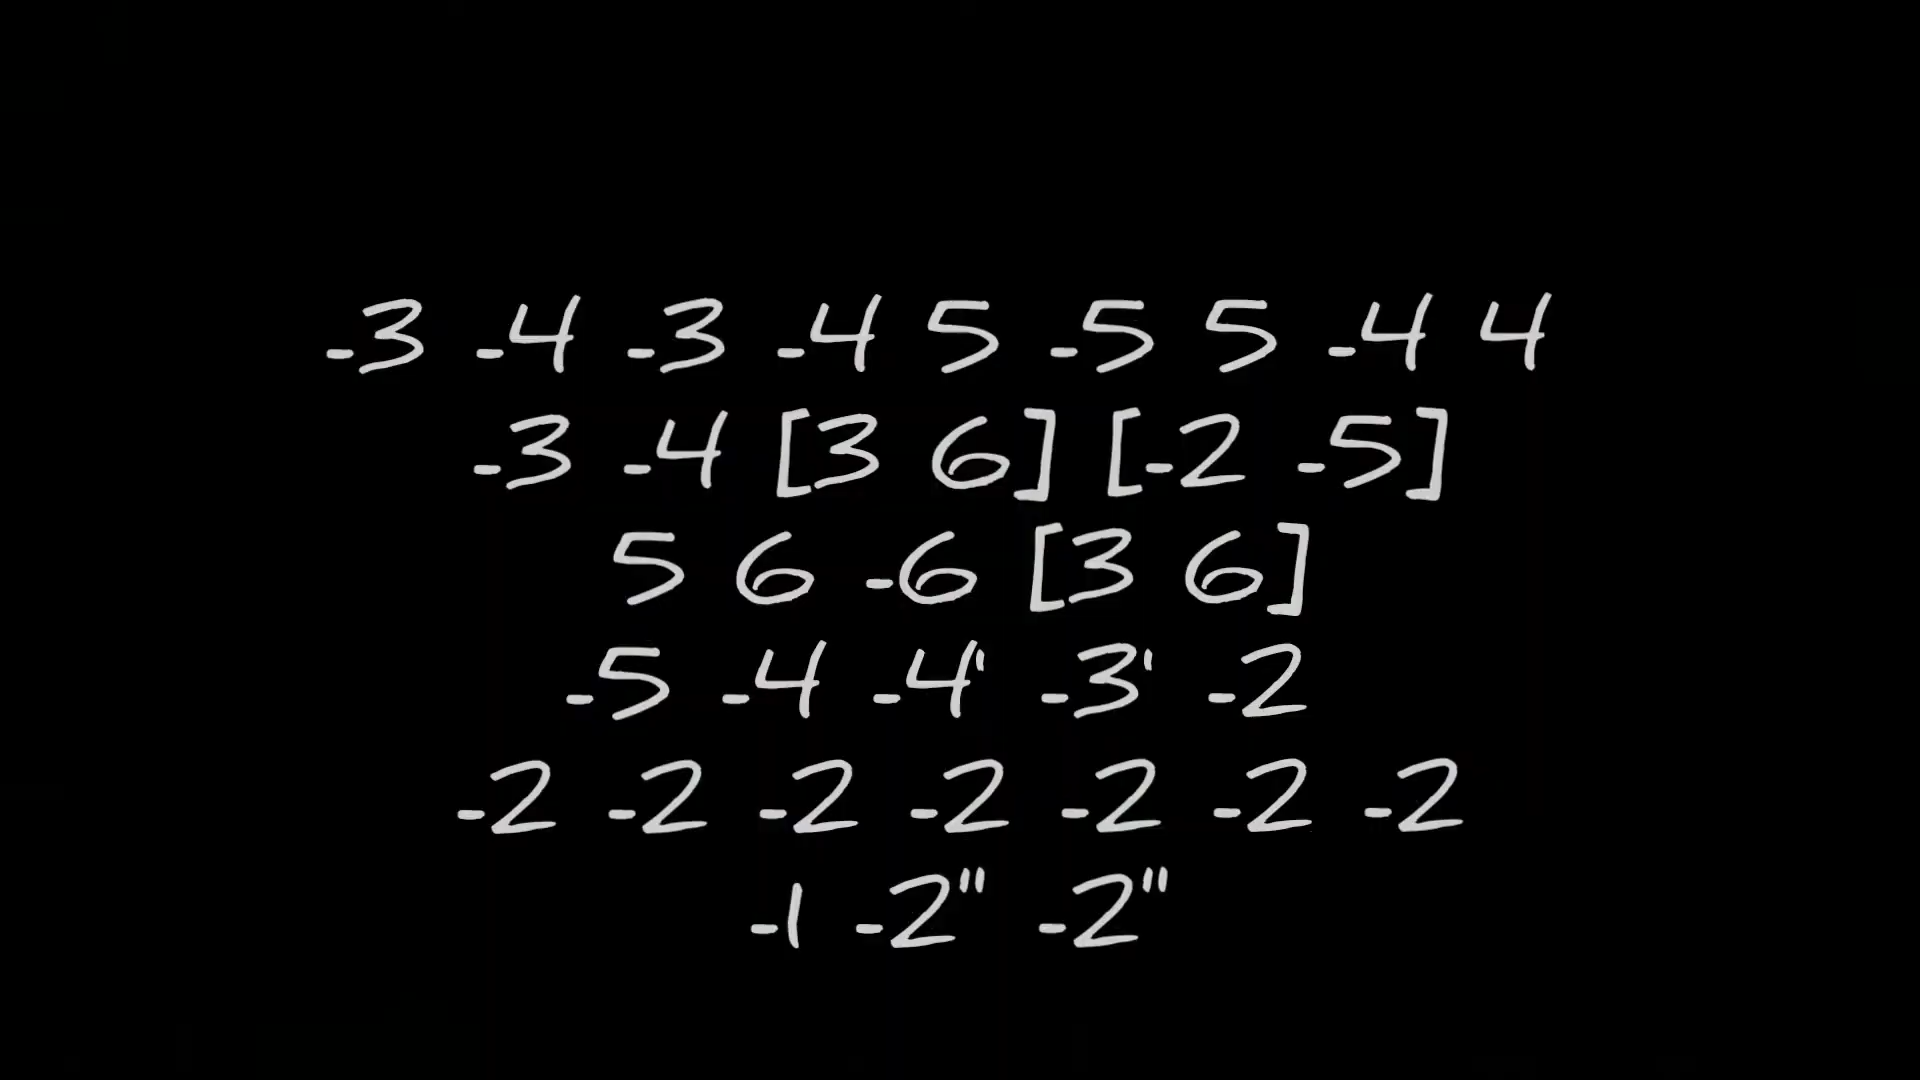 -3 -4 -3 -4 5 -5 5 -4 4
-3 -4 [3 6] [-2 -5]
5 6 -6 [3 6]
-5 -4 -4' -3' -2
-2 -2 -2 -2 -2 -2 -2
-1 -2" -2"